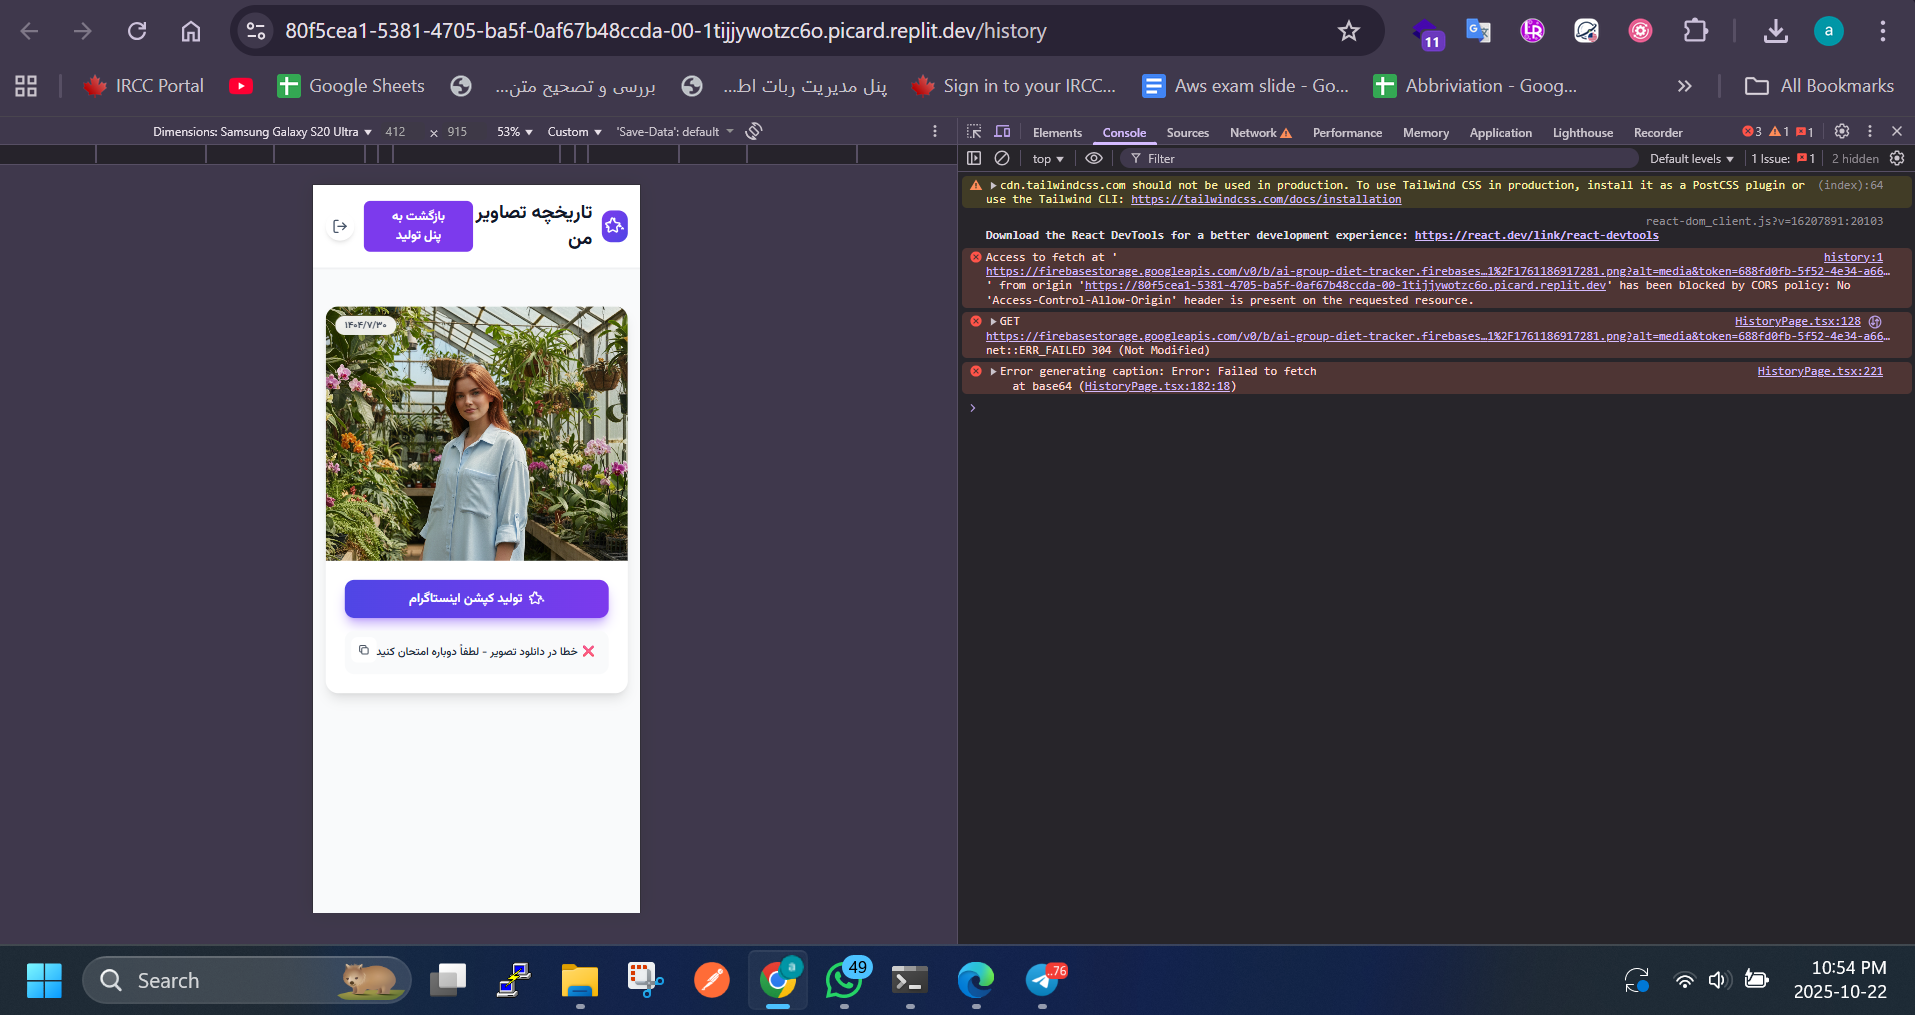 80f5cea1-5381-4705-ba5f-0af67b48ccda-00-1tijjywotzc6o.picard.replit.dev/history
11
a
IRCC Portal
Google Sheets
بررسی و تصحیح متن...
پنل مدیریت ربات اط...
Sign in to your IRCC...
Aws exam slide - Go...
Abbriviation - Goog...
All Bookmarks
Dimensions: Samsung Galaxy S20 Ultra 412 × 915 53% Custom 'Save-Data': default
Elements Console Sources Network Performance Memory Application Lighthouse Recorder 3 1 1
top Filter Default levels 1 Issue: 1 2 hidden
cdn.tailwindcss.com should not be used in production. To use Tailwind CSS in production, install it as a PostCSS plugin or (index):64
use the Tailwind CLI: https://tailwindcss.com/docs/installation
react-dom_client.js?v=16207891:20103
Download the React DevTools for a better development experience: https://react.dev/link/react-devtools
Access to fetch at ' history:1
https://firebasestorage.googleapis.com/v0/b/ai-group-diet-tracker.firebases…1%2F1761186917281.png?alt=media&token=688fd0fb-5f52-4e34-a66…
' from origin 'https://80f5cea1-5381-4705-ba5f-0af67b48ccda-00-1tijjywotzc6o.picard.replit.dev' has been blocked by CORS policy: No
'Access-Control-Allow-Origin' header is present on the requested resource.
GET HistoryPage.tsx:128
https://firebasestorage.googleapis.com/v0/b/ai-group-diet-tracker.firebases…1%2F1761186917281.png?alt=media&token=688fd0fb-5f52-4e34-a66…
net::ERR_FAILED 304 (Not Modified)
Error generating caption: Error: Failed to fetch HistoryPage.tsx:221
at base64 (HistoryPage.tsx:182:18)
تاریخچه تصاویر
من
بازگشت به
پنل تولید
۱۴۰۴/۷/۳۰
تولید کپشن اینستاگرام
❌ خطا در دانلود تصویر - لطفاً دوباره امتحان کنید
Search
a
49
..76
10:54 PM
2025-10-22